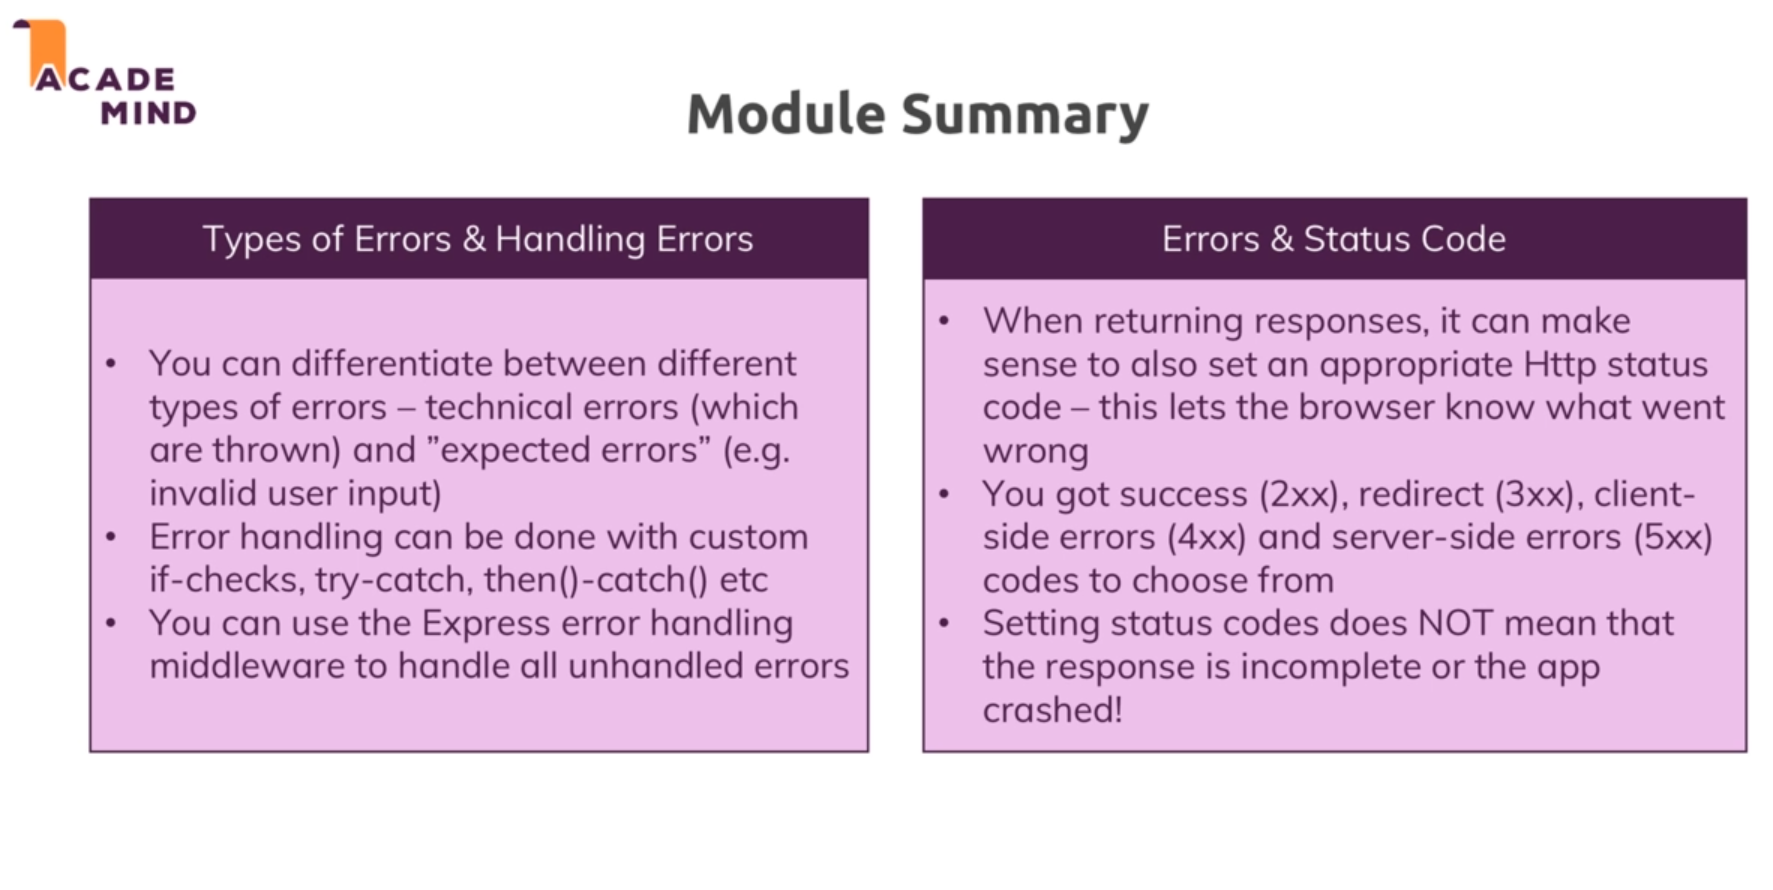 ACADE
MIND
Module Summary
Types of Errors & Handling Errors
• You can differentiate between different
types of errors – technical errors (which
are thrown) and ”expected errors” (e.g.
invalid user input)
• Error handling can be done with custom
if-checks, try-catch, then()-catch() etc
• You can use the Express error handling
middleware to handle all unhandled errors
Errors & Status Code
• When returning responses, it can make
sense to also set an appropriate Http status
code – this lets the browser know what went
wrong
• You got success (2xx), redirect (3xx), client-
side errors (4xx) and server-side errors (5xx)
codes to choose from
• Setting status codes does NOT mean that
the response is incomplete or the app
crashed!